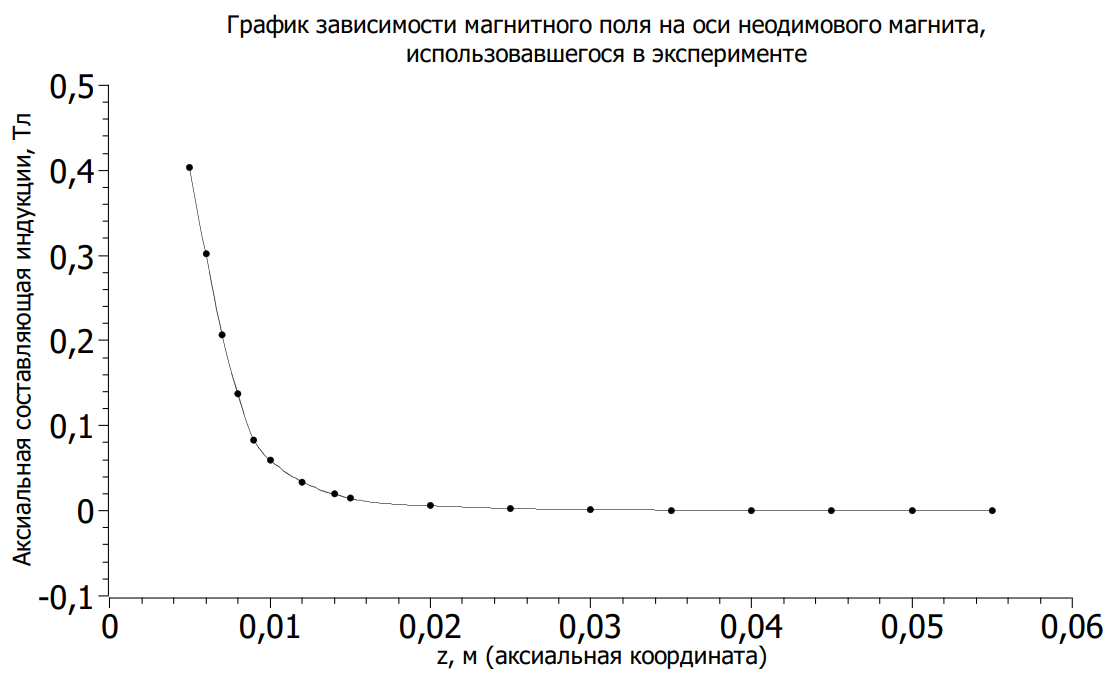 График зависимости магнитного поля на оси неодимового магнита,
использовавшегося в эксперименте
Аксиальная составляющая индукции, Тл
0,5
0,4
0,3
0,2
0,1
0
-0,1
0 0,01 0,02 0,03 0,04 0,05 0,06
z, м (аксиальная координата)